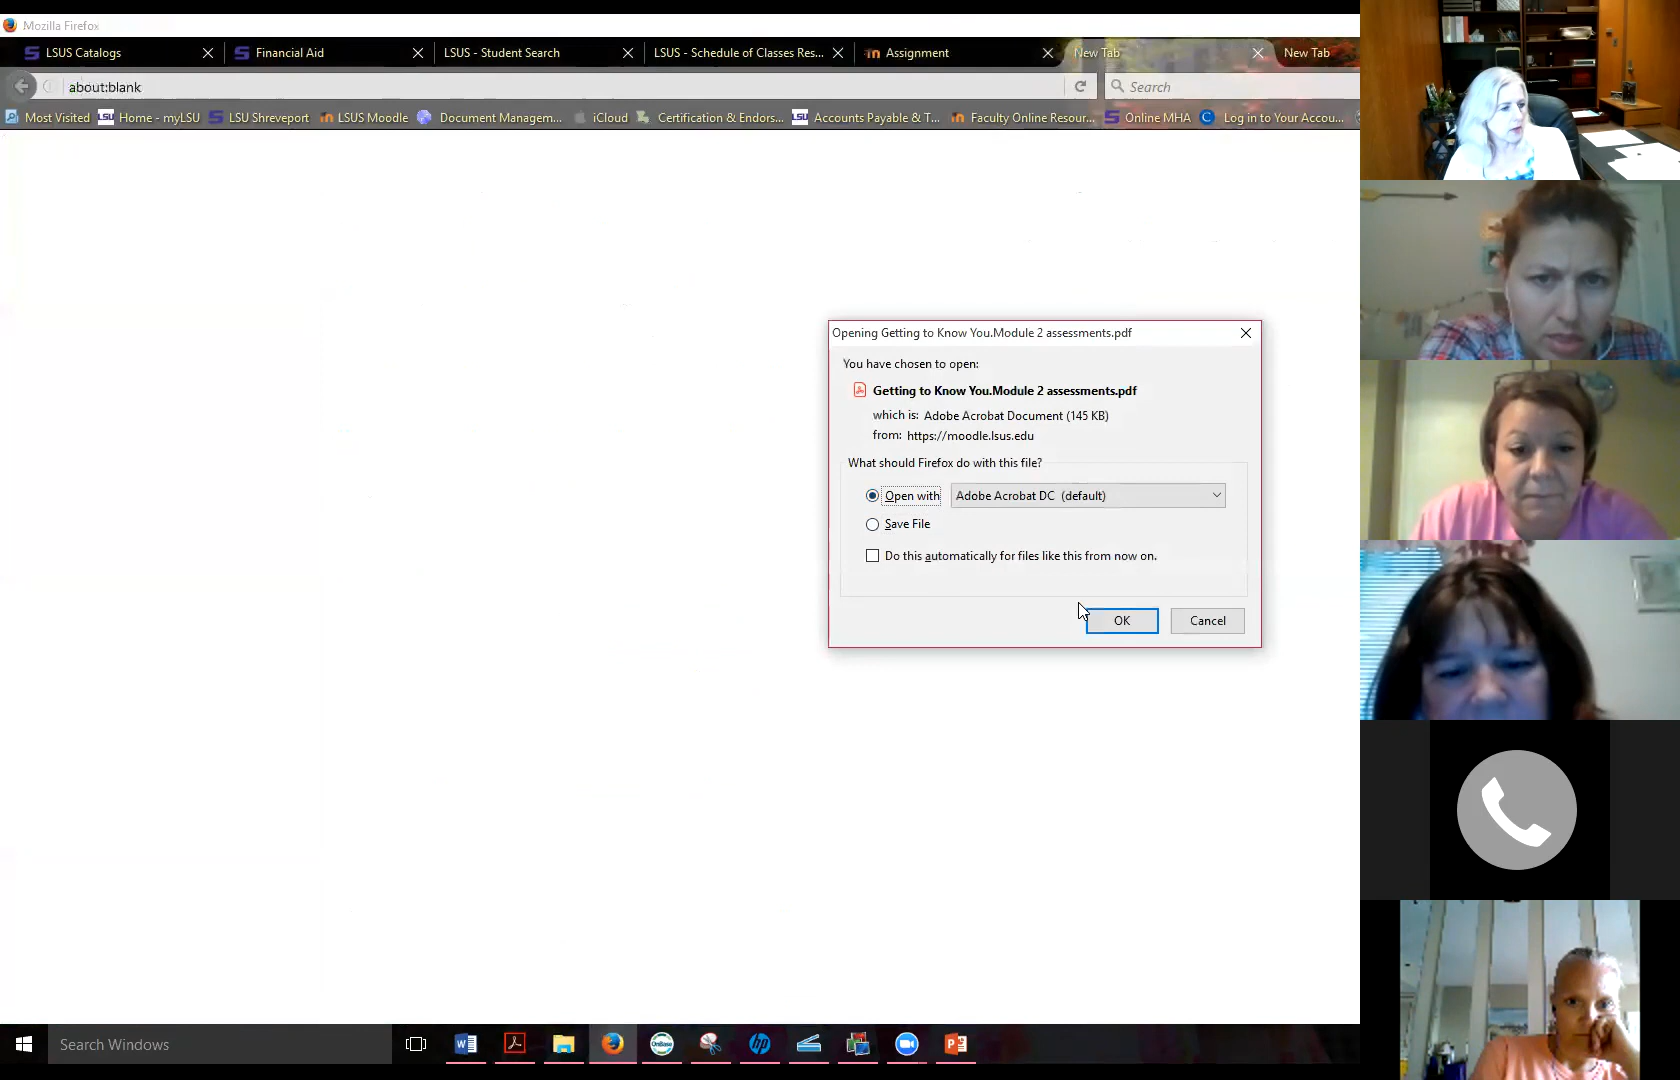 Mozilla Firefox
LSUS Catalogs
Financial Aid
LSUS - Student Search
LSUS - Schedule of Classes Res...
Assignment
New Tab
New Tab
about:blank
Search
Most Visited
LSU
Home - myLSU
LSU Shreveport
LSUS Moodle
Document Managem...
iCloud
Certification & Endors...
LSU
Accounts Payable & T...
Faculty Online Resour...
Online MHA
C
Log in to Your Accou...
Opening Getting to Know You.Module 2 assessments.pdf
You have chosen to open:
Getting to Know You.Module 2 assessments.pdf
which is: Adobe Acrobat Document (145 KB)
from: https://moodle.lsus.edu
What should Firefox do with this file?
Open with
Adobe Acrobat DC (default)
Save File
Do this automatically for files like this from now on.
OK
Cancel
Search Windows
OnBase
hp